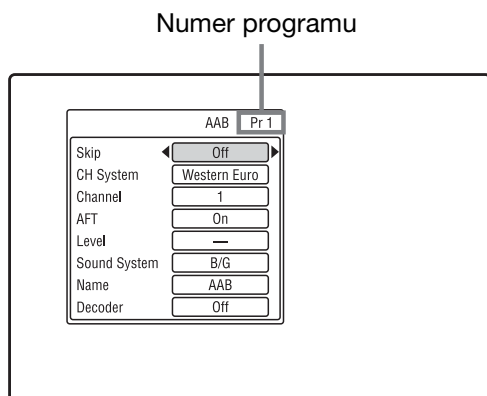 Numer programu
AAB Pr 1
Skip Off
CH System Western Euro
Channel 1
AFT On
Level —
Sound System B/G
Name AAB
Decoder Off